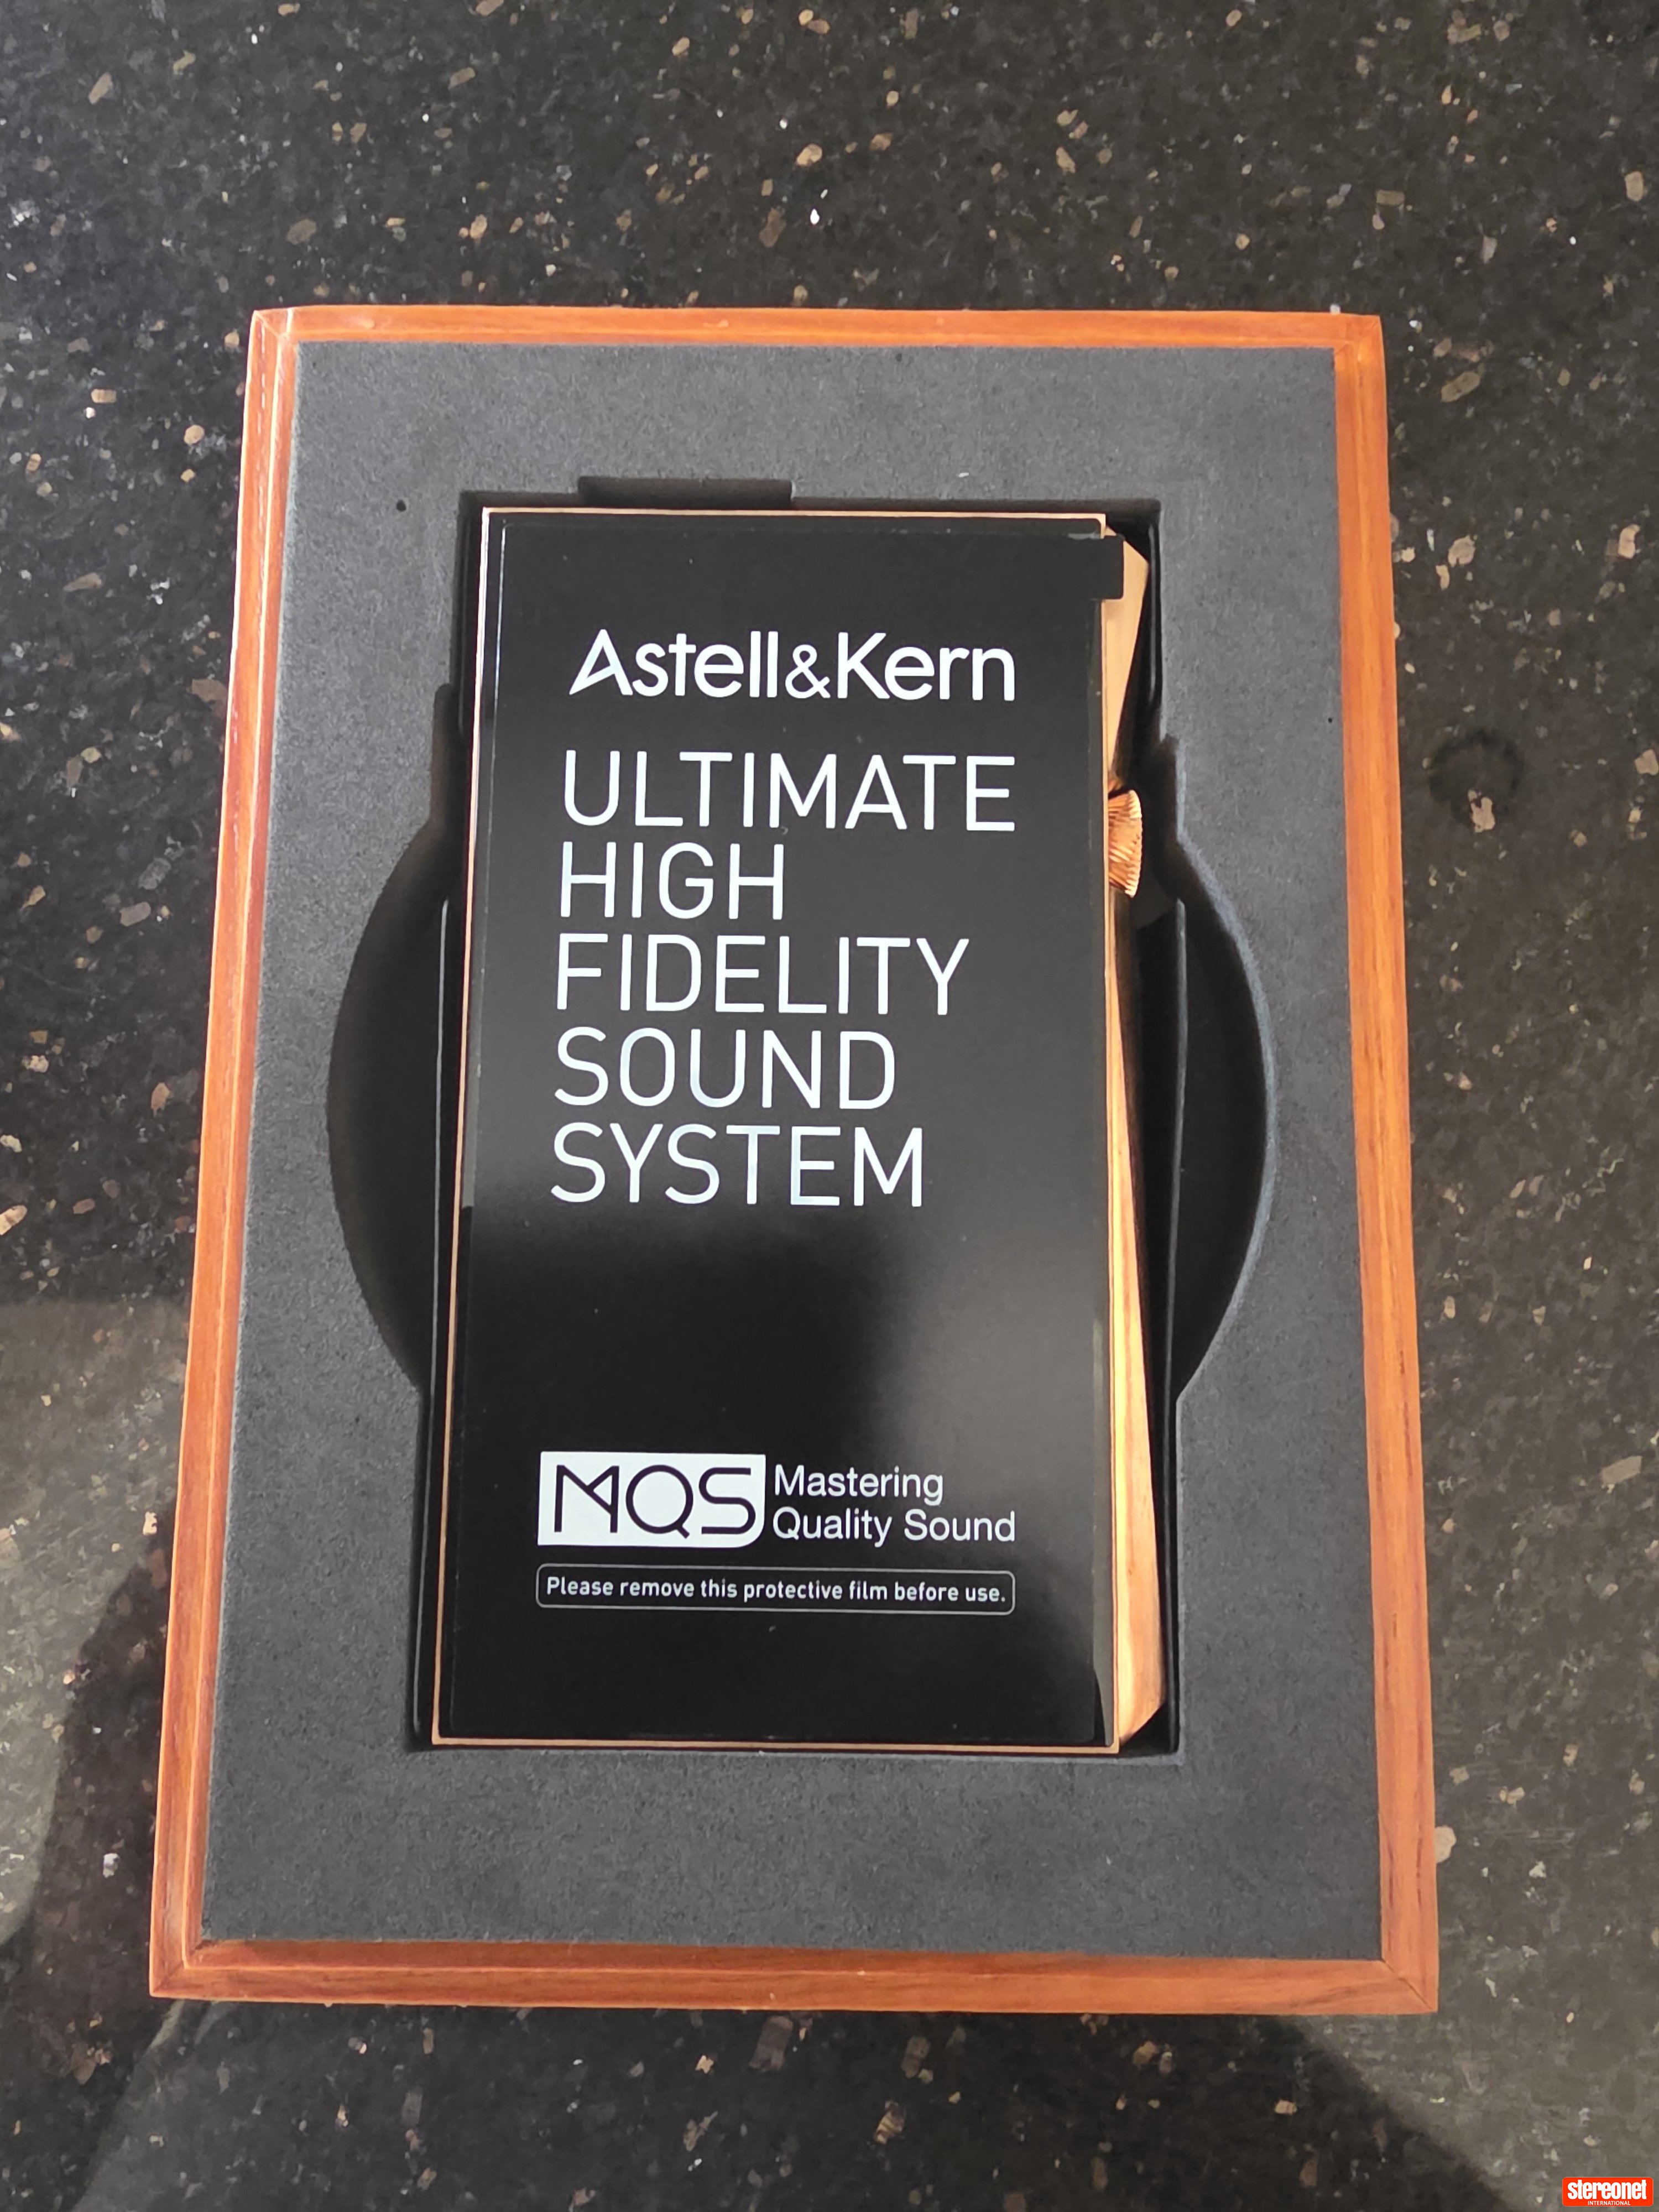 Astell&Kern
ULTIMATE
HIGH
FIDELITY
SOUND
SYSTEM
MQS Mastering
Quality Sound
Please remove this protective film before use.
stereonet
INTERNATIONAL